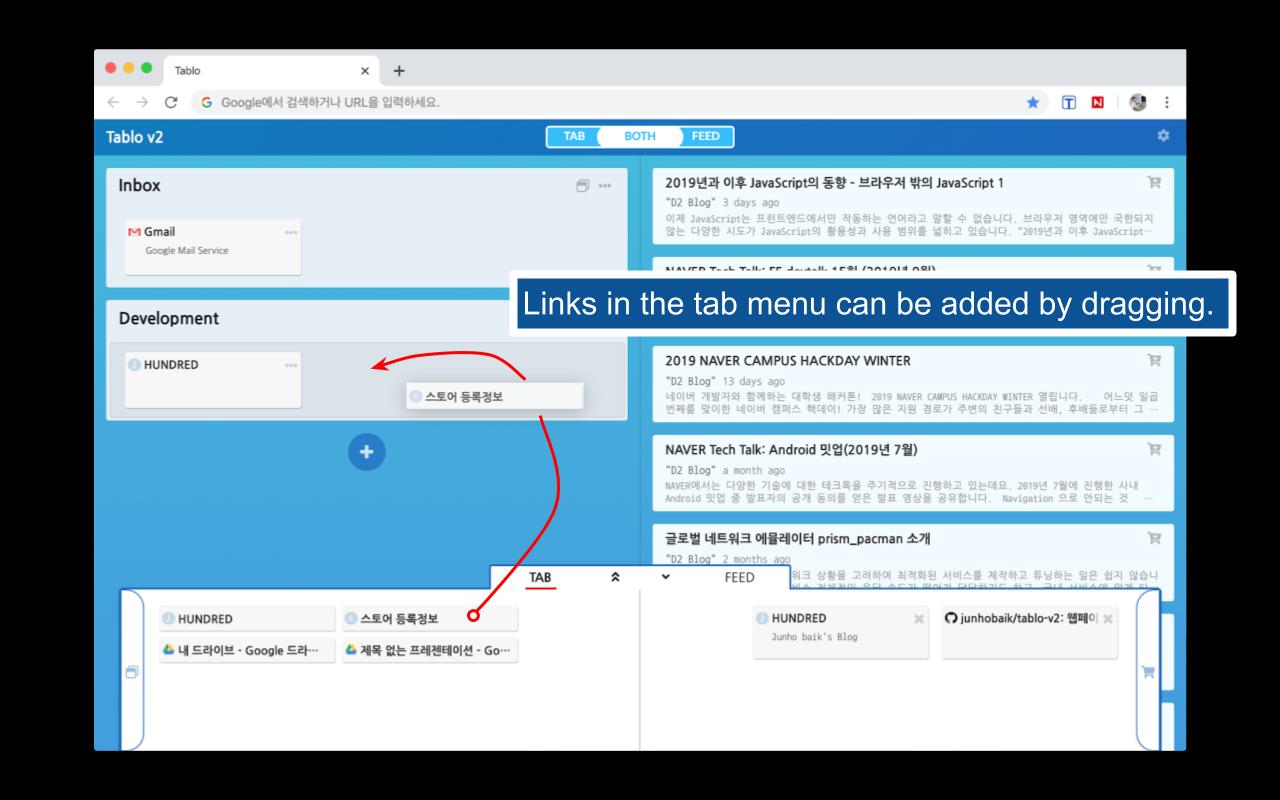 Tablo
Google에서 검색하거나 URL을 입력하세요.
Tablo v2
TAB
BOTH
FEED
Inbox
Gmail
Google Mail Service
Development
HUNDRED
스토어 등록정보
2019년과 이후 JavaScript의 동향 - 브라우저 밖의 JavaScript 1
"D2 Blog" 3 days ago
이제 JavaScript는 프런트엔드에서만 작동하는 언어라고 말할 수 없습니다. 브라우저 영역에만 국한되지
않는 다양한 시도가 JavaScript의 활용성과 사용 범위를 넓히고 있습니다. "2019년과 이후 JavaScript…
Links in the tab menu can be added by dragging.
2019 NAVER CAMPUS HACKDAY WINTER
"D2 Blog" 13 days ago
네이버 개발자와 함께하는 대학생 해커톤! 2019 NAVER CAMPUS HACKDAY WINTER 열립니다. 어느덧 일곱
번째를 맞이한 네이버 캠퍼스 핵데이! 가장 많은 지원 경로가 주변의 친구들과 선배, 후배들로부터 그 …
NAVER Tech Talk: Android 밋업(2019년 7월)
"D2 Blog" a month ago
NAVER에서는 다양한 기술에 대한 테크톡을 주기적으로 진행하고 있는데요. 2019년 7월에 진행한 사내
Android 밋업 중 발표자의 공개 동의를 얻은 발표 영상을 공유합니다. Navigation 으로 안되는 것 …
글로벌 네트워크 에뮬레이터 prism_pacman 소개
"D2 Blog" 2 months ago
워크 상황을 고려하여 최적화된 서비스를 제작하고 튜닝하는 일은 쉽지 않습니
TAB
FEED
HUNDRED
스토어 등록정보
내 드라이브 - Google 드라…
제목 없는 프레젠테이션 - Go…
HUNDRED
Junho baik's Blog
junhobaik/tablo-v2: 웹페이